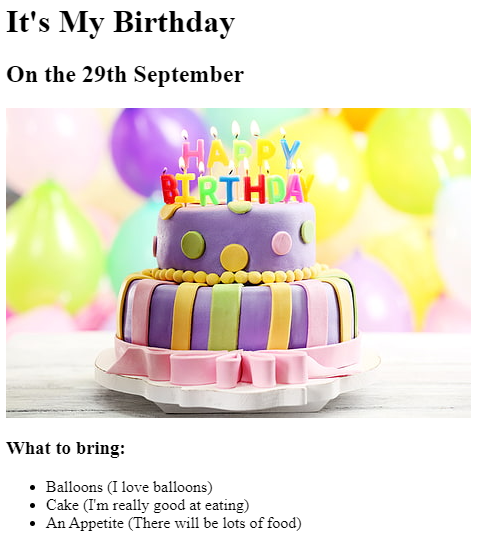 It's My Birthday
On the 29th September
HAPPY
BIRTHDAY
What to bring:
Balloons (I love balloons)
Cake (I'm really good at eating)
An Appetite (There will be lots of food)